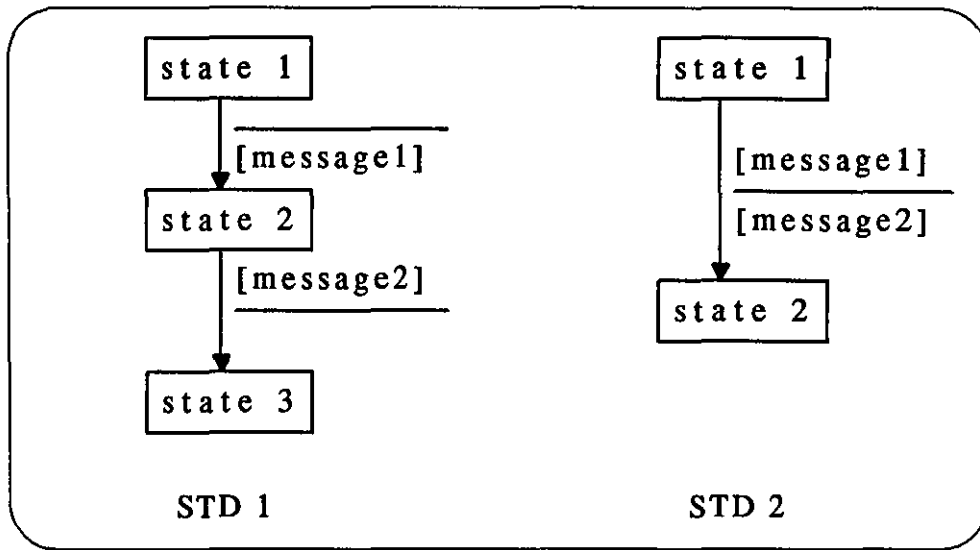 state 1
[message1]
state 2
[message2]
state 3
STD 1
state 1
[message1]
[message2]
state 2
STD 2